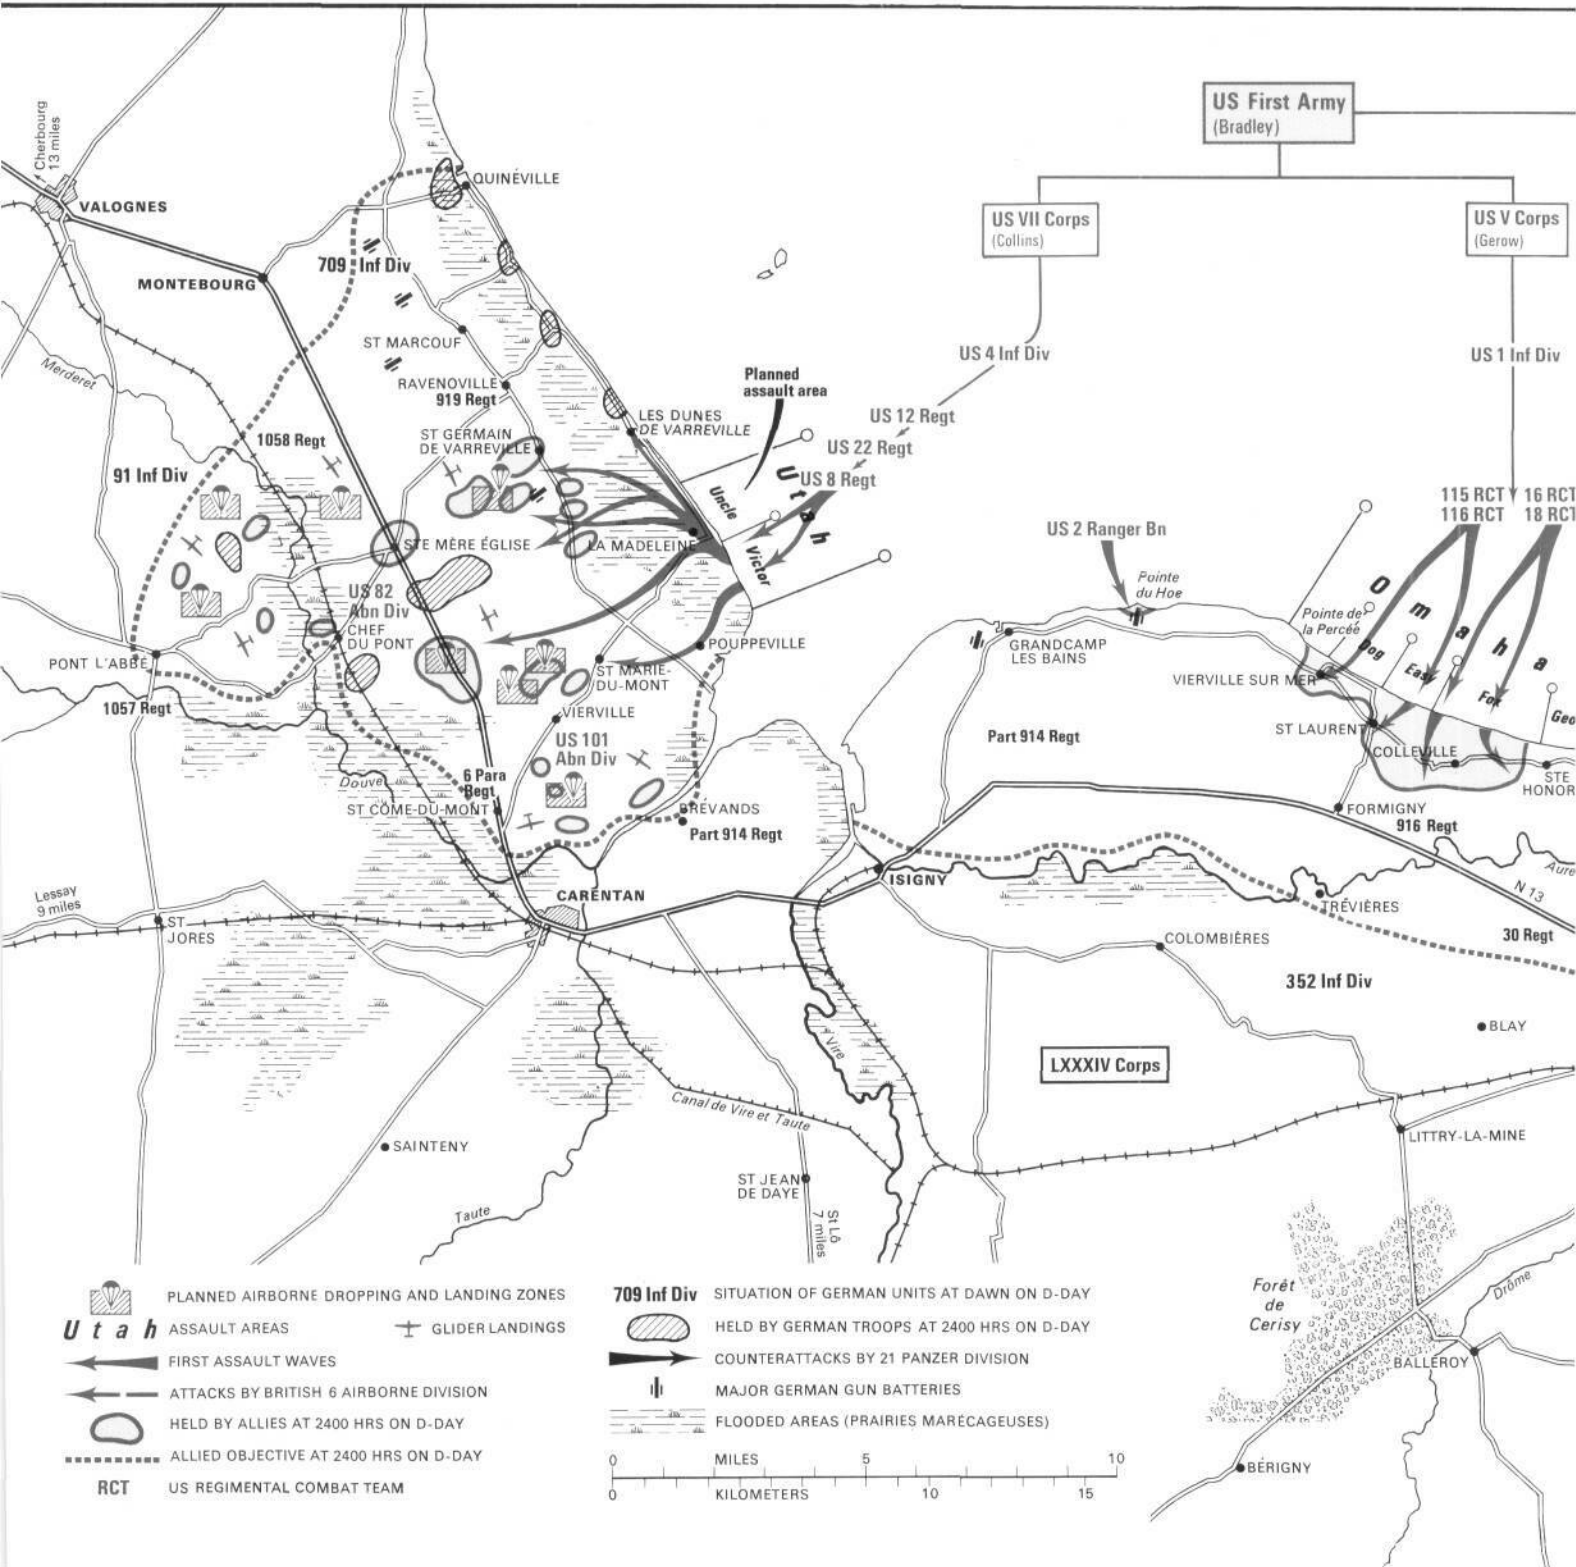 US First Army
(Bradley)
Cherbourg
13 miles
QUINÉVILLE
VALOGNES
US VII Corps
(Collins)
US V Corps
(Gerow)
709 Inf Div
MONTEBOURG
ST MARCOUF
US 4 Inf Div
US 1 Inf Div
Merderet
RAVENOVILLE
919 Regt
Planned
assault area
LES DUNES
DE VARREVILLE
US 12 Regt
1058 Regt
ST GERMAIN
DE VARREVILLE
US 22 Regt
91 Inf Div
US 8 Regt
Utah
Uncle
Victor
115 RCT
116 RCT
16 RCT
18 RCT
US 2 Ranger Bn
STE MÈRE ÉGLISE
LA MADELEINE
Pointe
du Hoe
Omaha
US 82
Abn Div
Pointe de
la Percée
CHEF
DU PONT
POUPPEVILLE
GRANDCAMP
LES BAINS
Dog
Easy
Fox
Geo
PONT L'ABBÉ
ST MARIE-
DU-MONT
VIERVILLE SUR MER
1057 Regt
VIERVILLE
ST LAURENT
US 101
Abn Div
Part 914 Regt
COLLEVILLE
STE
HONOR
6 Para
Regt
Douve
ST CÔME-DU-MONT
BRÉVANDS
Part 914 Regt
FORMIGNY
916 Regt
Aure
ISIGNY
Lessay
9 miles
CARENTAN
N 13
TRÉVIÈRES
ST
JORES
COLOMBIÈRES
30 Regt
352 Inf Div
BLAY
Vire
LXXXIV Corps
Canal de Vire et Taute
SAINTENY
LITTRY-LA-MINE
ST JEAN
DE DAYE
Taute
St Lô
7 miles
Forêt
de
Cerisy
Drôme
BALLEROY
BÉRIGNY
PLANNED AIRBORNE DROPPING AND LANDING ZONES
Utah ASSAULT AREAS
GLIDER LANDINGS
FIRST ASSAULT WAVES
ATTACKS BY BRITISH 6 AIRBORNE DIVISION
HELD BY ALLIES AT 2400 HRS ON D-DAY
ALLIED OBJECTIVE AT 2400 HRS ON D-DAY
RCT US REGIMENTAL COMBAT TEAM
709 Inf Div SITUATION OF GERMAN UNITS AT DAWN ON D-DAY
HELD BY GERMAN TROOPS AT 2400 HRS ON D-DAY
COUNTERATTACKS BY 21 PANZER DIVISION
MAJOR GERMAN GUN BATTERIES
FLOODED AREAS (PRAIRIES MARÉCAGEUSES)
0 MILES 5 10
0 KILOMETERS 10 15